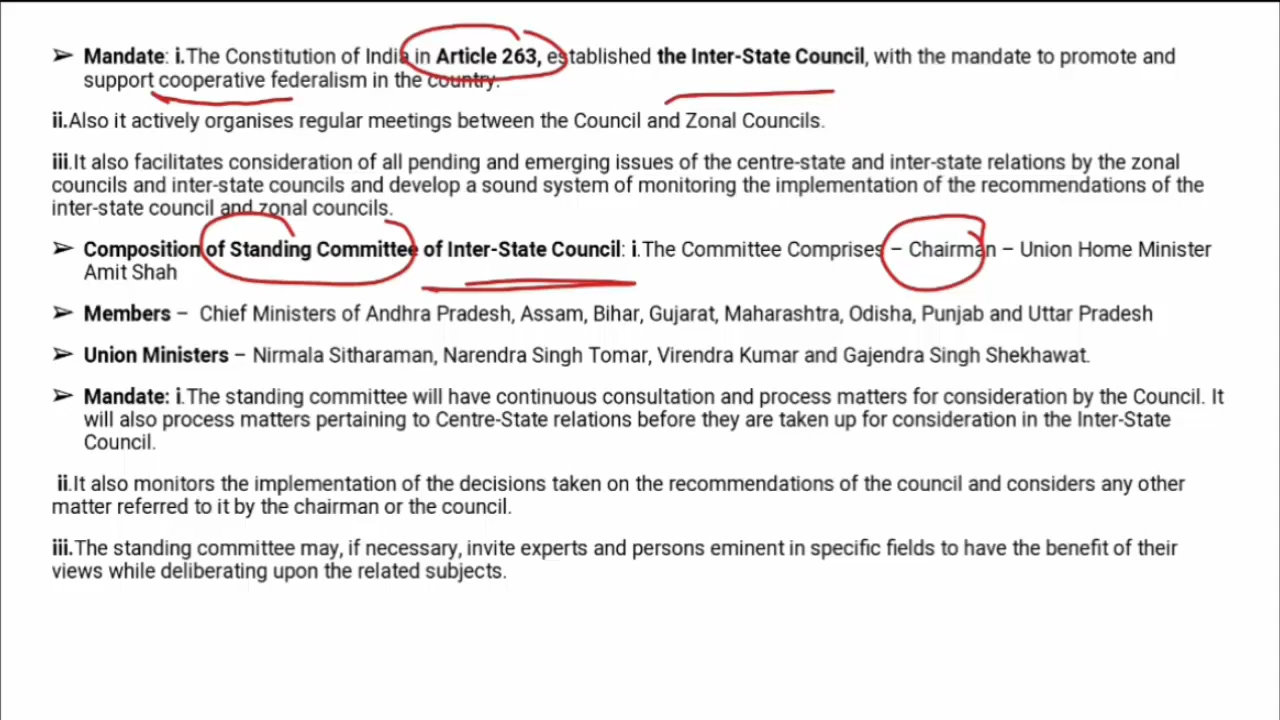 ➢ Mandate: i.The Constitution of India in Article 263, established the Inter-State Council, with the mandate to promote and
support cooperative federalism in the country.
ii.Also it actively organises regular meetings between the Council and Zonal Councils.
iii.It also facilitates consideration of all pending and emerging issues of the centre-state and inter-state relations by the zonal
councils and inter-state councils and develop a sound system of monitoring the implementation of the recommendations of the
inter-state council and zonal councils.
➢ Composition of Standing Committee of Inter-State Council: i.The Committee Comprises – Chairman – Union Home Minister
Amit Shah
➢ Members – Chief Ministers of Andhra Pradesh, Assam, Bihar, Gujarat, Maharashtra, Odisha, Punjab and Uttar Pradesh
➢ Union Ministers – Nirmala Sitharaman, Narendra Singh Tomar, Virendra Kumar and Gajendra Singh Shekhawat.
➢ Mandate: i.The standing committee will have continuous consultation and process matters for consideration by the Council. It
will also process matters pertaining to Centre-State relations before they are taken up for consideration in the Inter-State
Council.
ii.It also monitors the implementation of the decisions taken on the recommendations of the council and considers any other
matter referred to it by the chairman or the council.
iii.The standing committee may, if necessary, invite experts and persons eminent in specific fields to have the benefit of their
views while deliberating upon the related subjects.